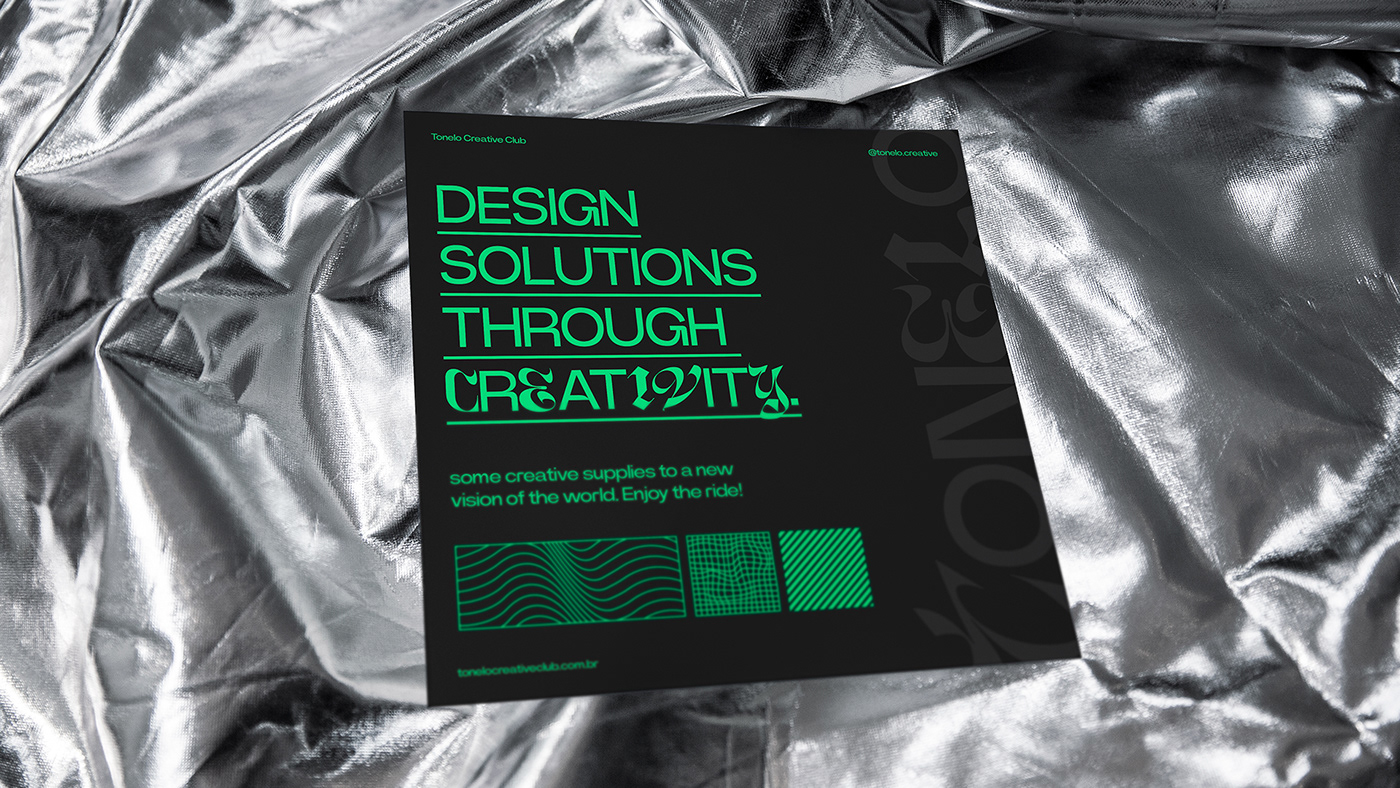 Tonelo Creative Club
@tonelo.creative
DESIGN
SOLUTIONS
THROUGH
CREATIVITY.
some creative supplies to a new
vision of the world. Enjoy the ride!
tonelocreativeclub.com.br
TONELO